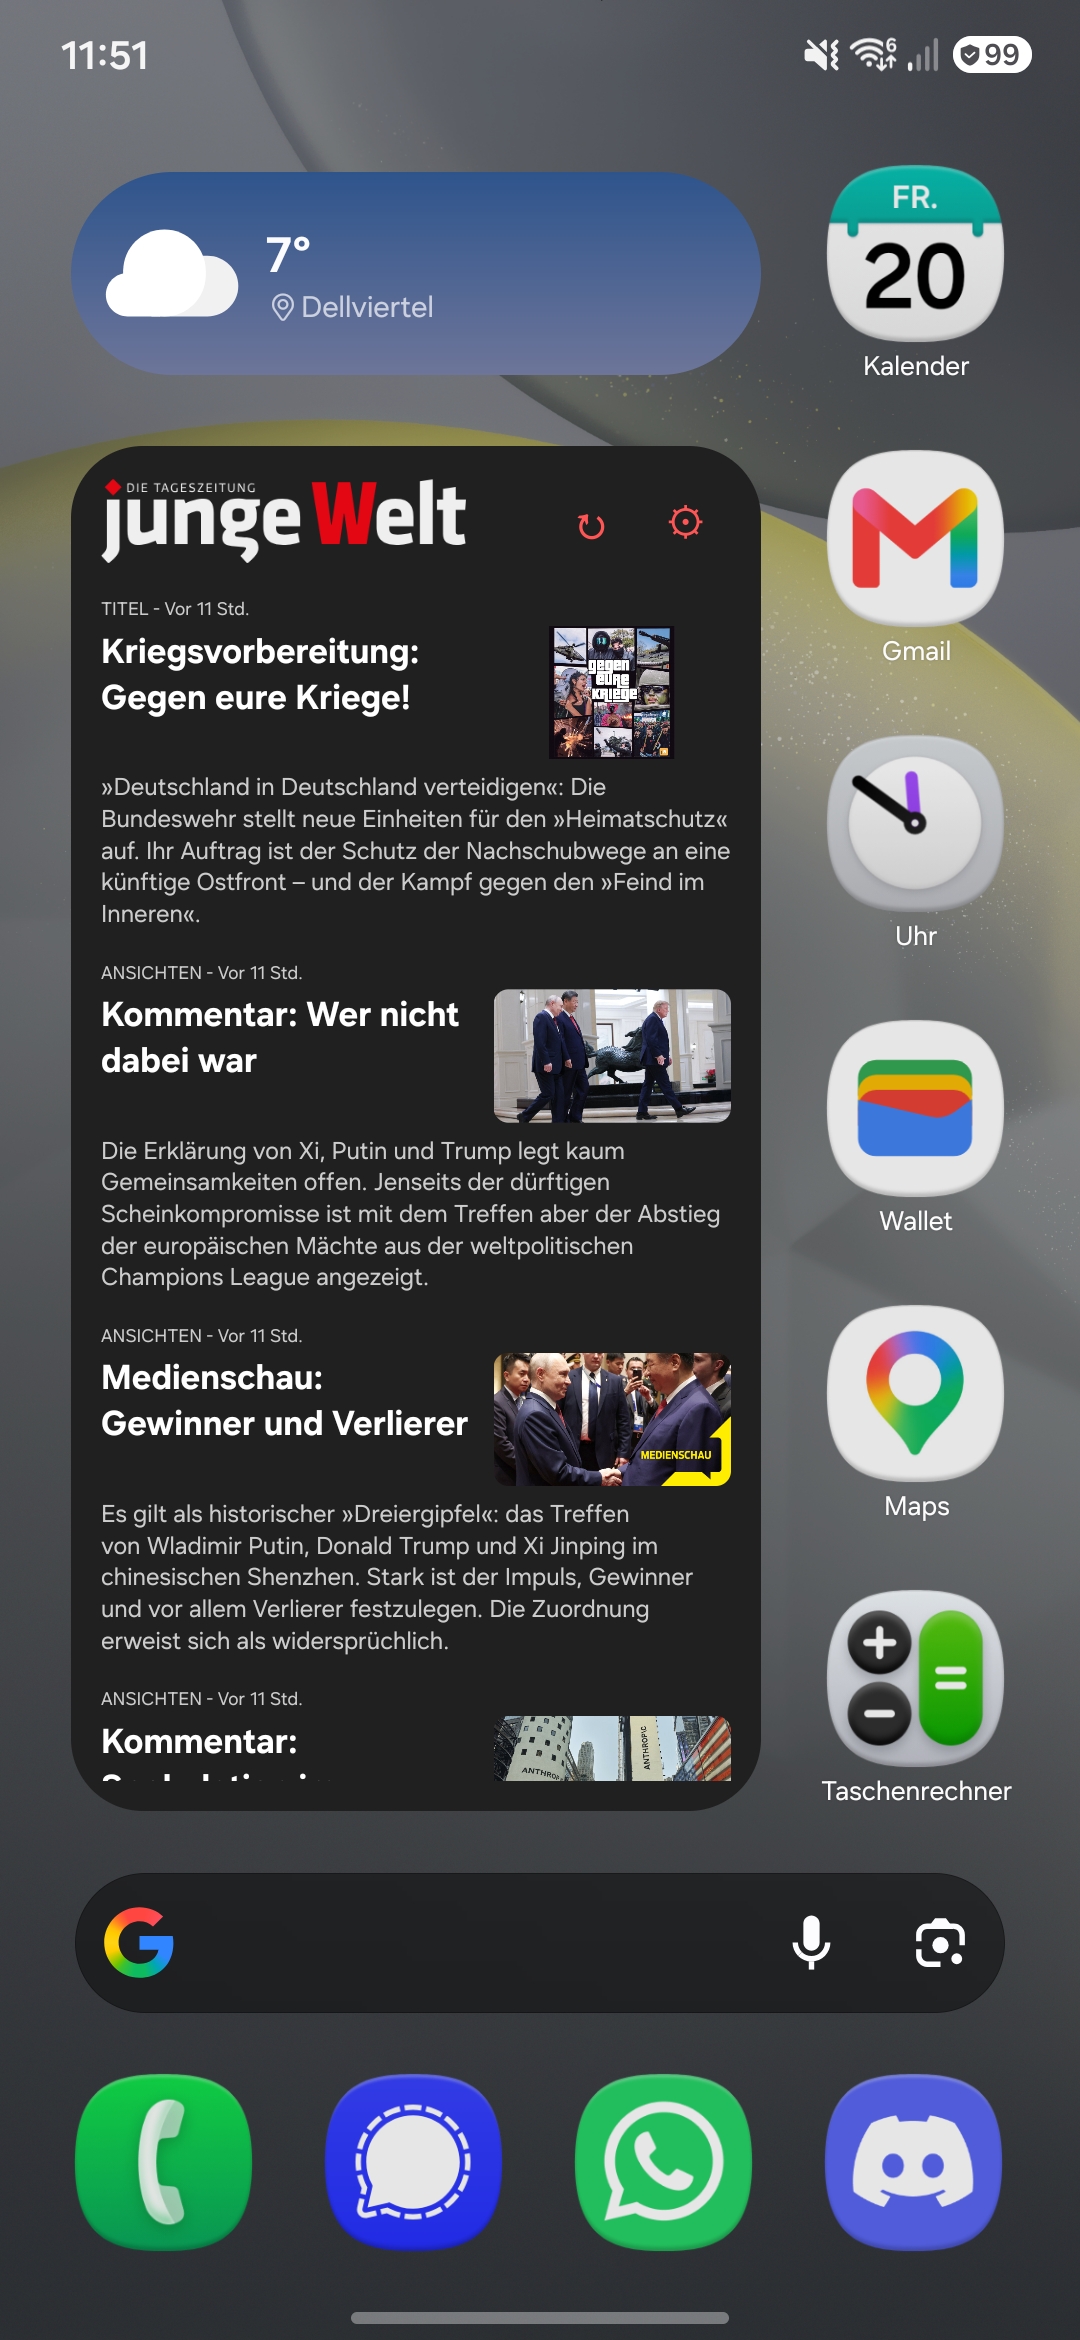 11:51
6
99
7°
Dellviertel
FR.
20
Kalender
DIE TAGESZEITUNG
junge Welt
TITEL - Vor 11 Std.
Kriegsvorbereitung:
Gegen eure Kriege!
gegen
eure
kriege
»Deutschland in Deutschland verteidigen«: Die
Bundeswehr stellt neue Einheiten für den »Heimatschutz«
auf. Ihr Auftrag ist der Schutz der Nachschubwege an eine
künftige Ostfront – und der Kampf gegen den »Feind im
Inneren«.
Gmail
Uhr
ANSICHTEN - Vor 11 Std.
Kommentar: Wer nicht
dabei war
Die Erklärung von Xi, Putin und Trump legt kaum
Gemeinsamkeiten offen. Jenseits der dürftigen
Scheinkompromisse ist mit dem Treffen aber der Abstieg
der europäischen Mächte aus der weltpolitischen
Champions League angezeigt.
Wallet
ANSICHTEN - Vor 11 Std.
Medienschau:
Gewinner und Verlierer
MEDIENSCHAU
Es gilt als historischer »Dreiergipfel«: das Treffen
von Wladimir Putin, Donald Trump und Xi Jinping im
chinesischen Shenzhen. Stark ist der Impuls, Gewinner
und vor allem Verlierer festzulegen. Die Zuordnung
erweist sich als widersprüchlich.
Maps
ANSICHTEN - Vor 11 Std.
Kommentar:
ANTHROPIC
Taschenrechner